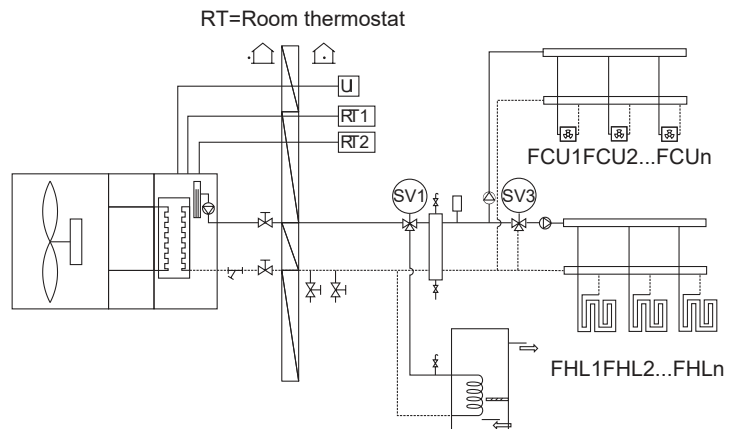 RT=Room thermostat
U
RT1
RT2
FCU1FCU2...FCUn
SV1
SV3
FHL1FHL2...FHLn